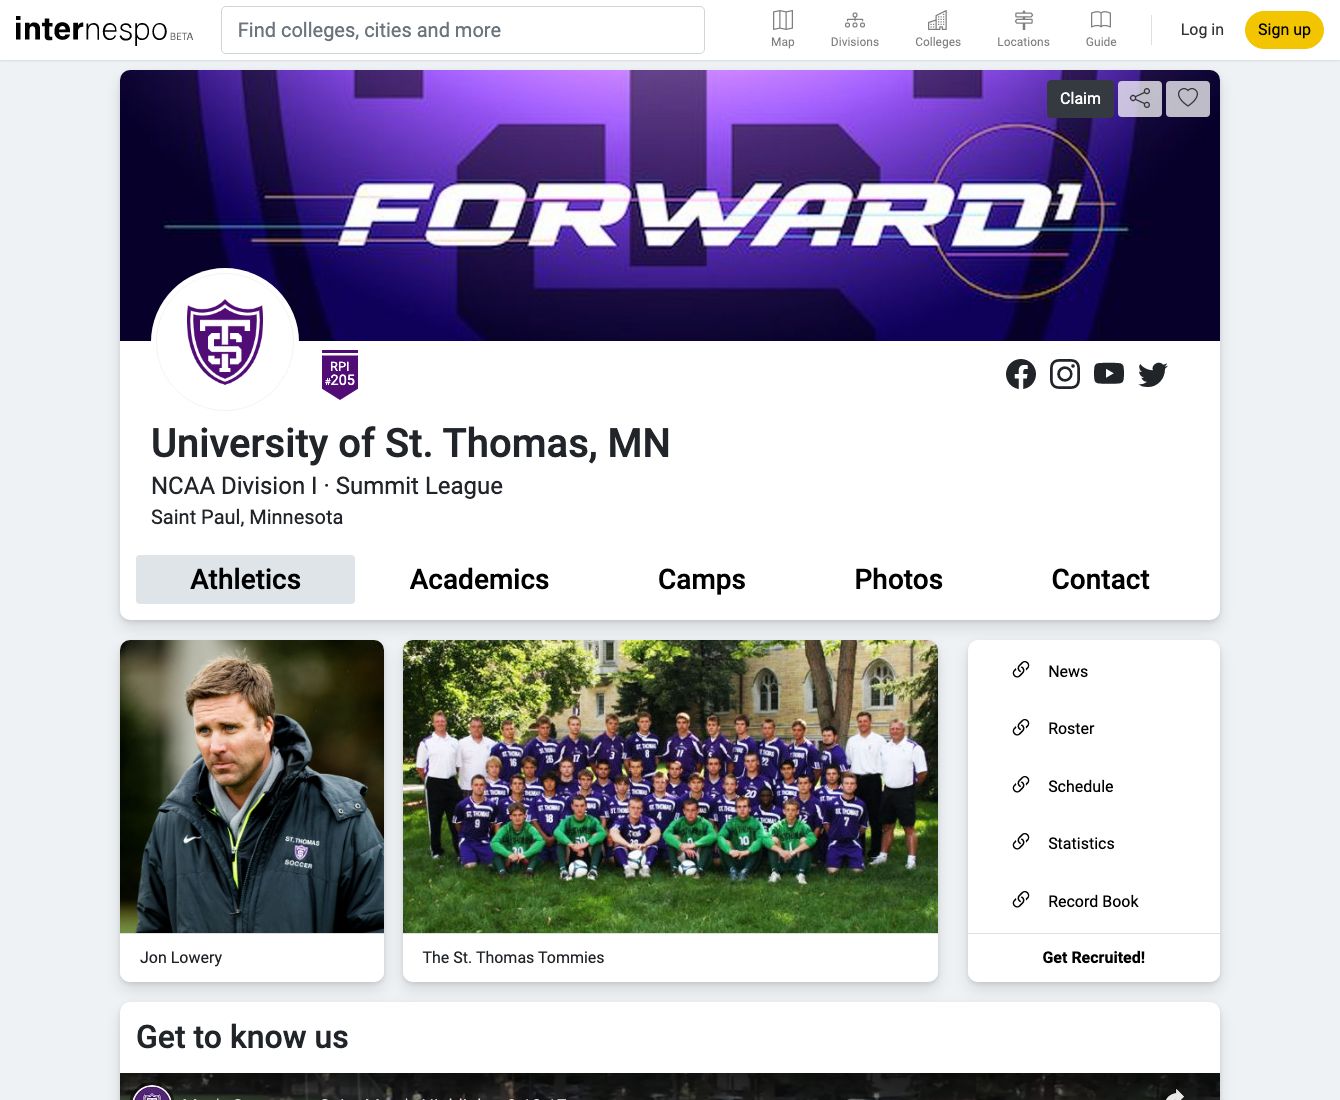 internespo BETA
Find colleges, cities and more
Map
Divisions
Colleges
Locations
Guide
Log in
Sign up
Claim
FORWARD1
RPI
#205
University of St. Thomas, MN
NCAA Division I · Summit League
Saint Paul, Minnesota
Athletics
Academics
Camps
Photos
Contact
ST. THOMAS
SOCCER
Jon Lowery
The St. Thomas Tommies
News
Roster
Schedule
Statistics
Record Book
Get Recruited!
Get to know us